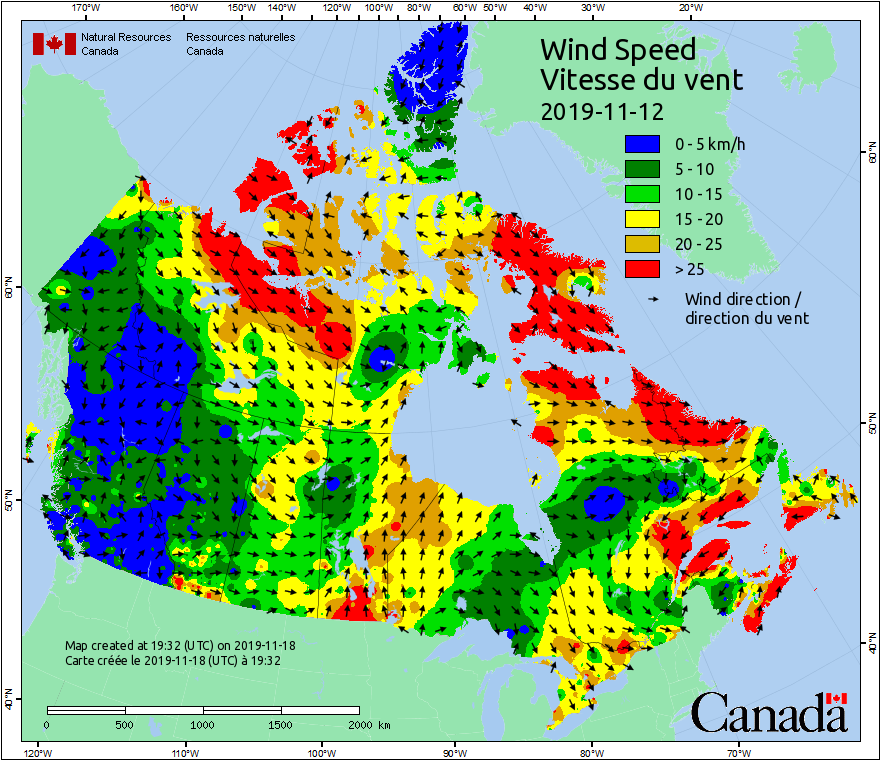 170°W 160°W 150°W 140°W 120°W 100°W 80°W 60°W 50°W 40°W 30°W 20°W
Natural Resources Ressources naturelles
Canada Canada
Wind Speed
Vitesse du vent
2019-11-12
0 - 5 km/h
5 - 10
10 - 15
15 - 20
20 - 25
> 25
Wind direction /
direction du vent
60°N
60°N
50°N
50°N
40°N
40°N
Map created at 19:32 (UTC) on 2019-11-18
Carte créée le 2019-11-18 (UTC) à 19:32
0 500 1000 1500 2000 km
Canada
120°W 110°W 100°W 90°W 80°W 70°W